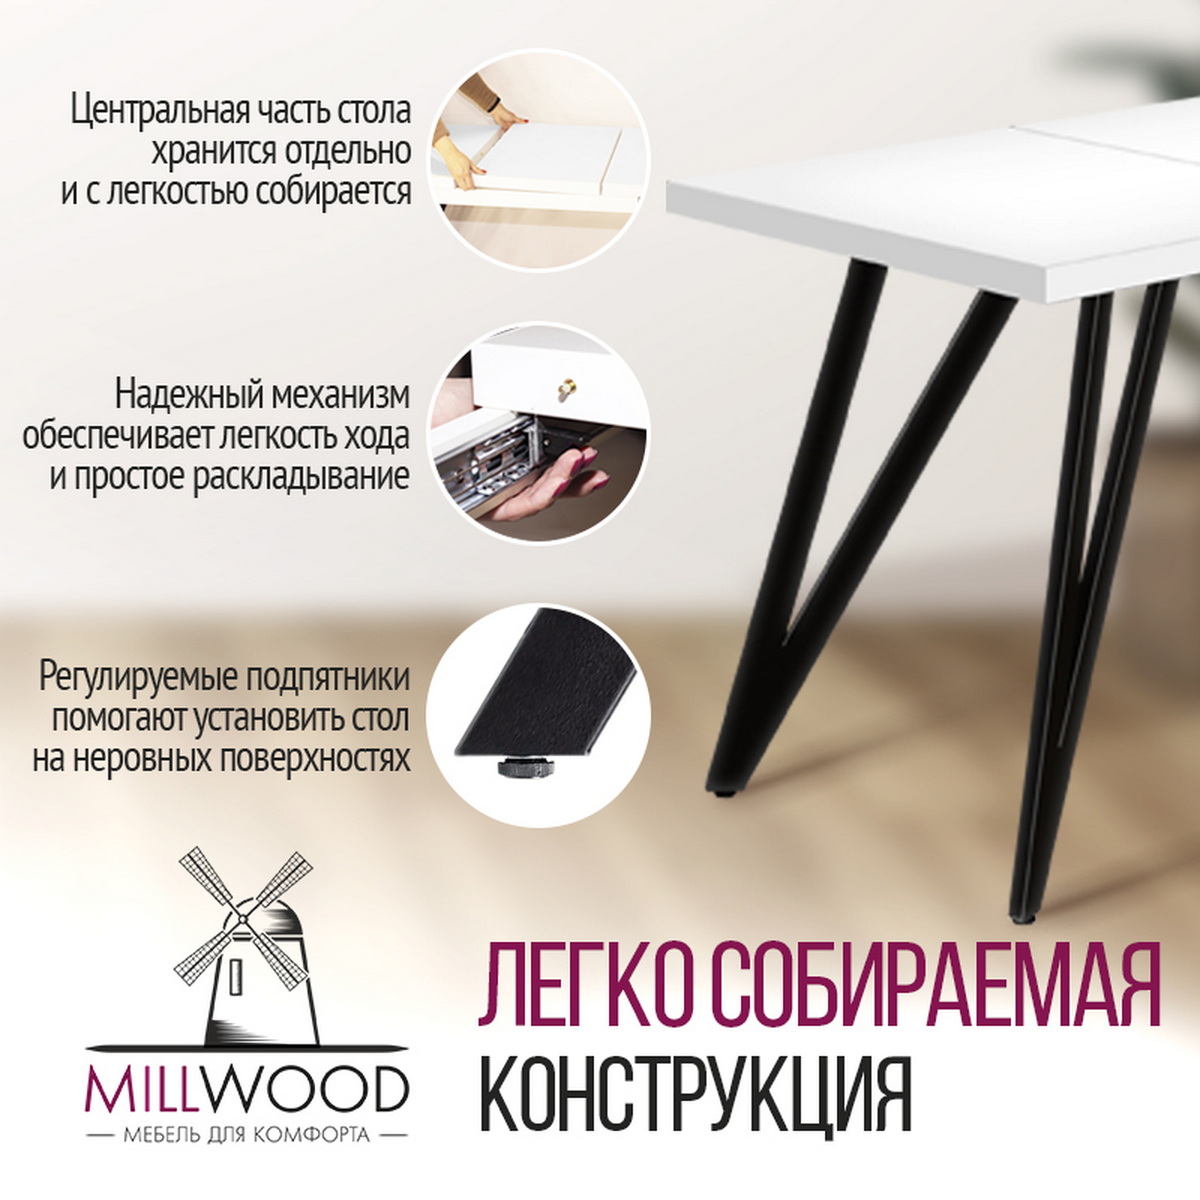 Центральная часть стола
хранится отдельно
и с легкостью собирается
Надежный механизм
обеспечивает легкость хода
и простое раскладывание
Регулируемые подпятники
помогают установить стол
на неровных поверхностях
MILLWOOD
— МЕБЕЛЬ ДЛЯ КОМФОРТА —
ЛЕГКО СОБИРАЕМАЯ
КОНСТРУКЦИЯ